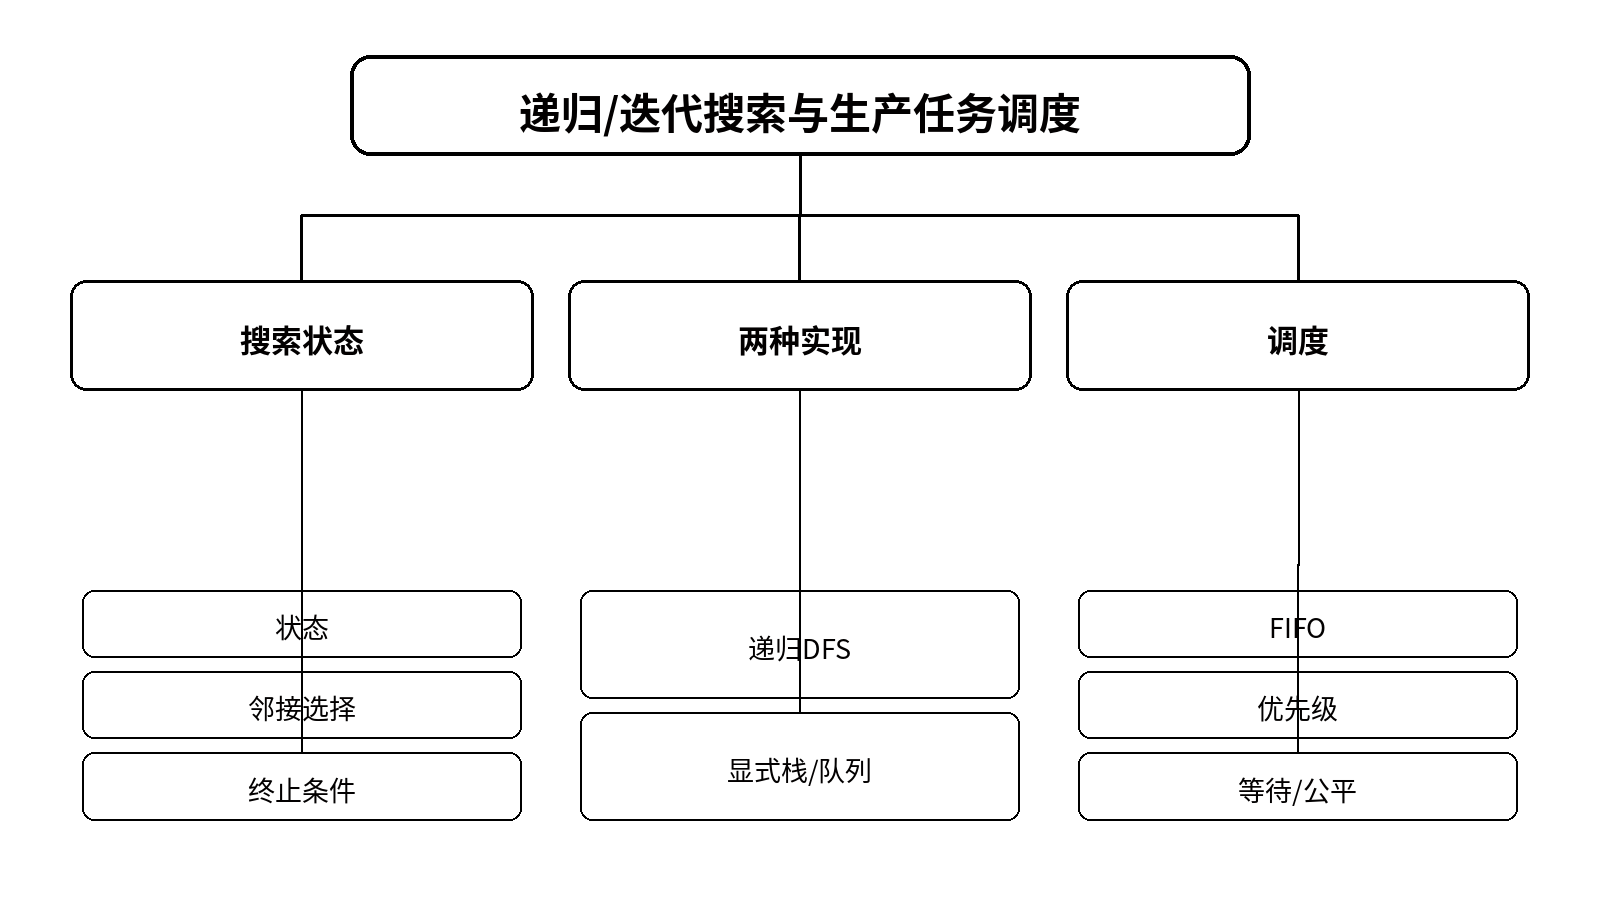 递归/迭代搜索与生产任务调度
搜索状态
两种实现
调度
状态
邻接选择
终止条件
递归DFS
显式栈/队列
FIFO
优先级
等待/公平